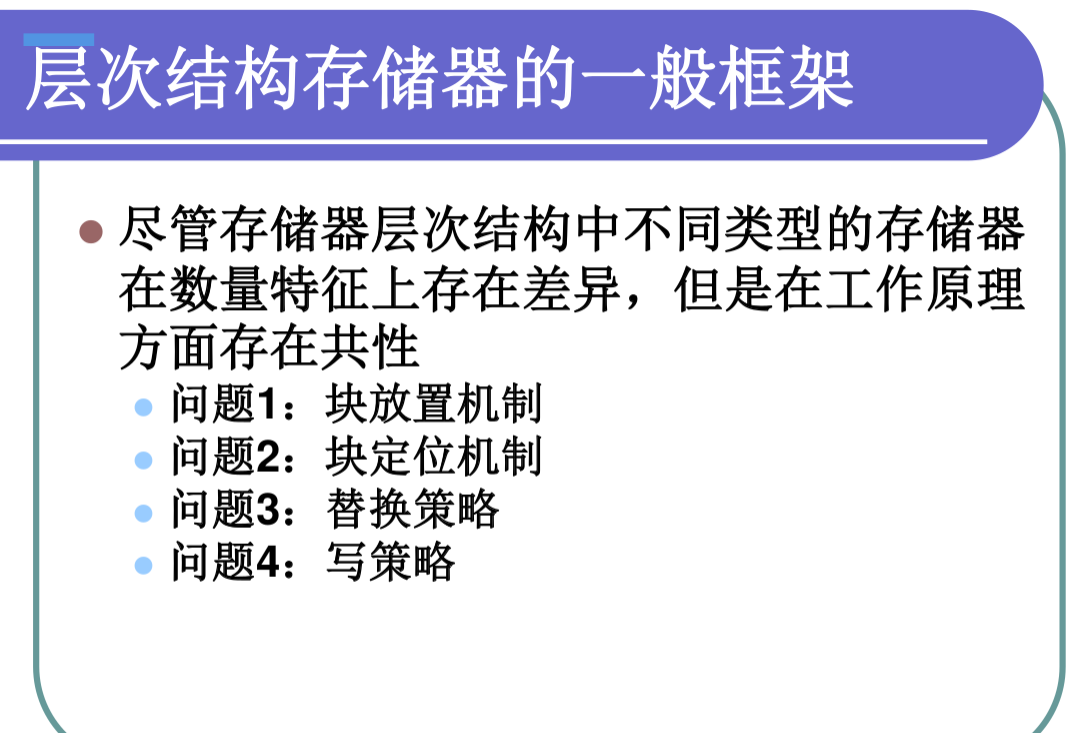 层次结构存储器的一般框架
尽管存储器层次结构中不同类型的存储器
在数量特征上存在差异，但是在工作原理
方面存在共性
问题1：块放置机制
问题2：块定位机制
问题3：替换策略
问题4：写策略